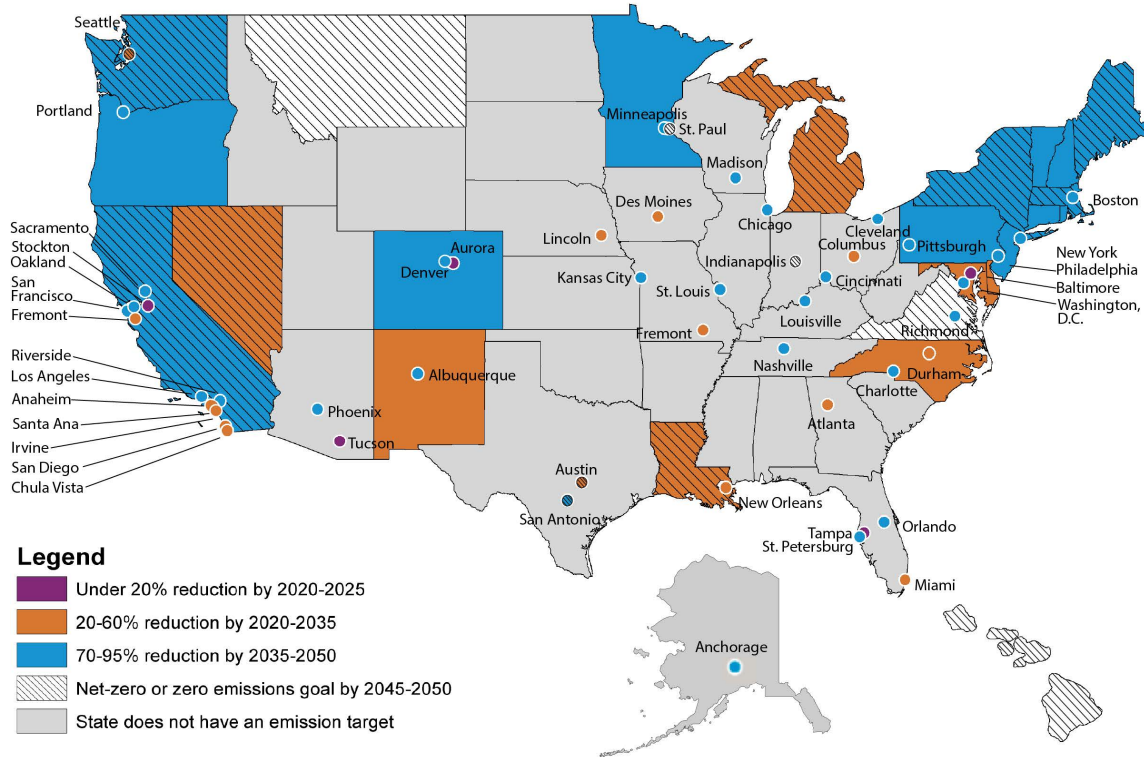 Seattle
Portland
Sacramento
Stockton
Oakland
San
Francisco
Fremont
Riverside
Los Angeles
Anaheim
Santa Ana
Irvine
San Diego
Chula Vista
Minneapolis
St. Paul
Madison
Des Moines
Chicago
Lincoln
Aurora
Denver
Kansas City
St. Louis
Indianapolis
Cleveland
Columbus
Pittsburgh
Cincinnati
Louisville
Fremont
Boston
New York
Philadelphia
Baltimore
Washington,
D.C.
Richmond
Durham
Charlotte
Nashville
Atlanta
Albuquerque
Phoenix
Tucson
Austin
San Antonio
New Orleans
Orlando
Tampa
St. Petersburg
Miami
Anchorage
Legend
Under 20% reduction by 2020-2025
20-60% reduction by 2020-2035
70-95% reduction by 2035-2050
Net-zero or zero emissions goal by 2045-2050
State does not have an emission target